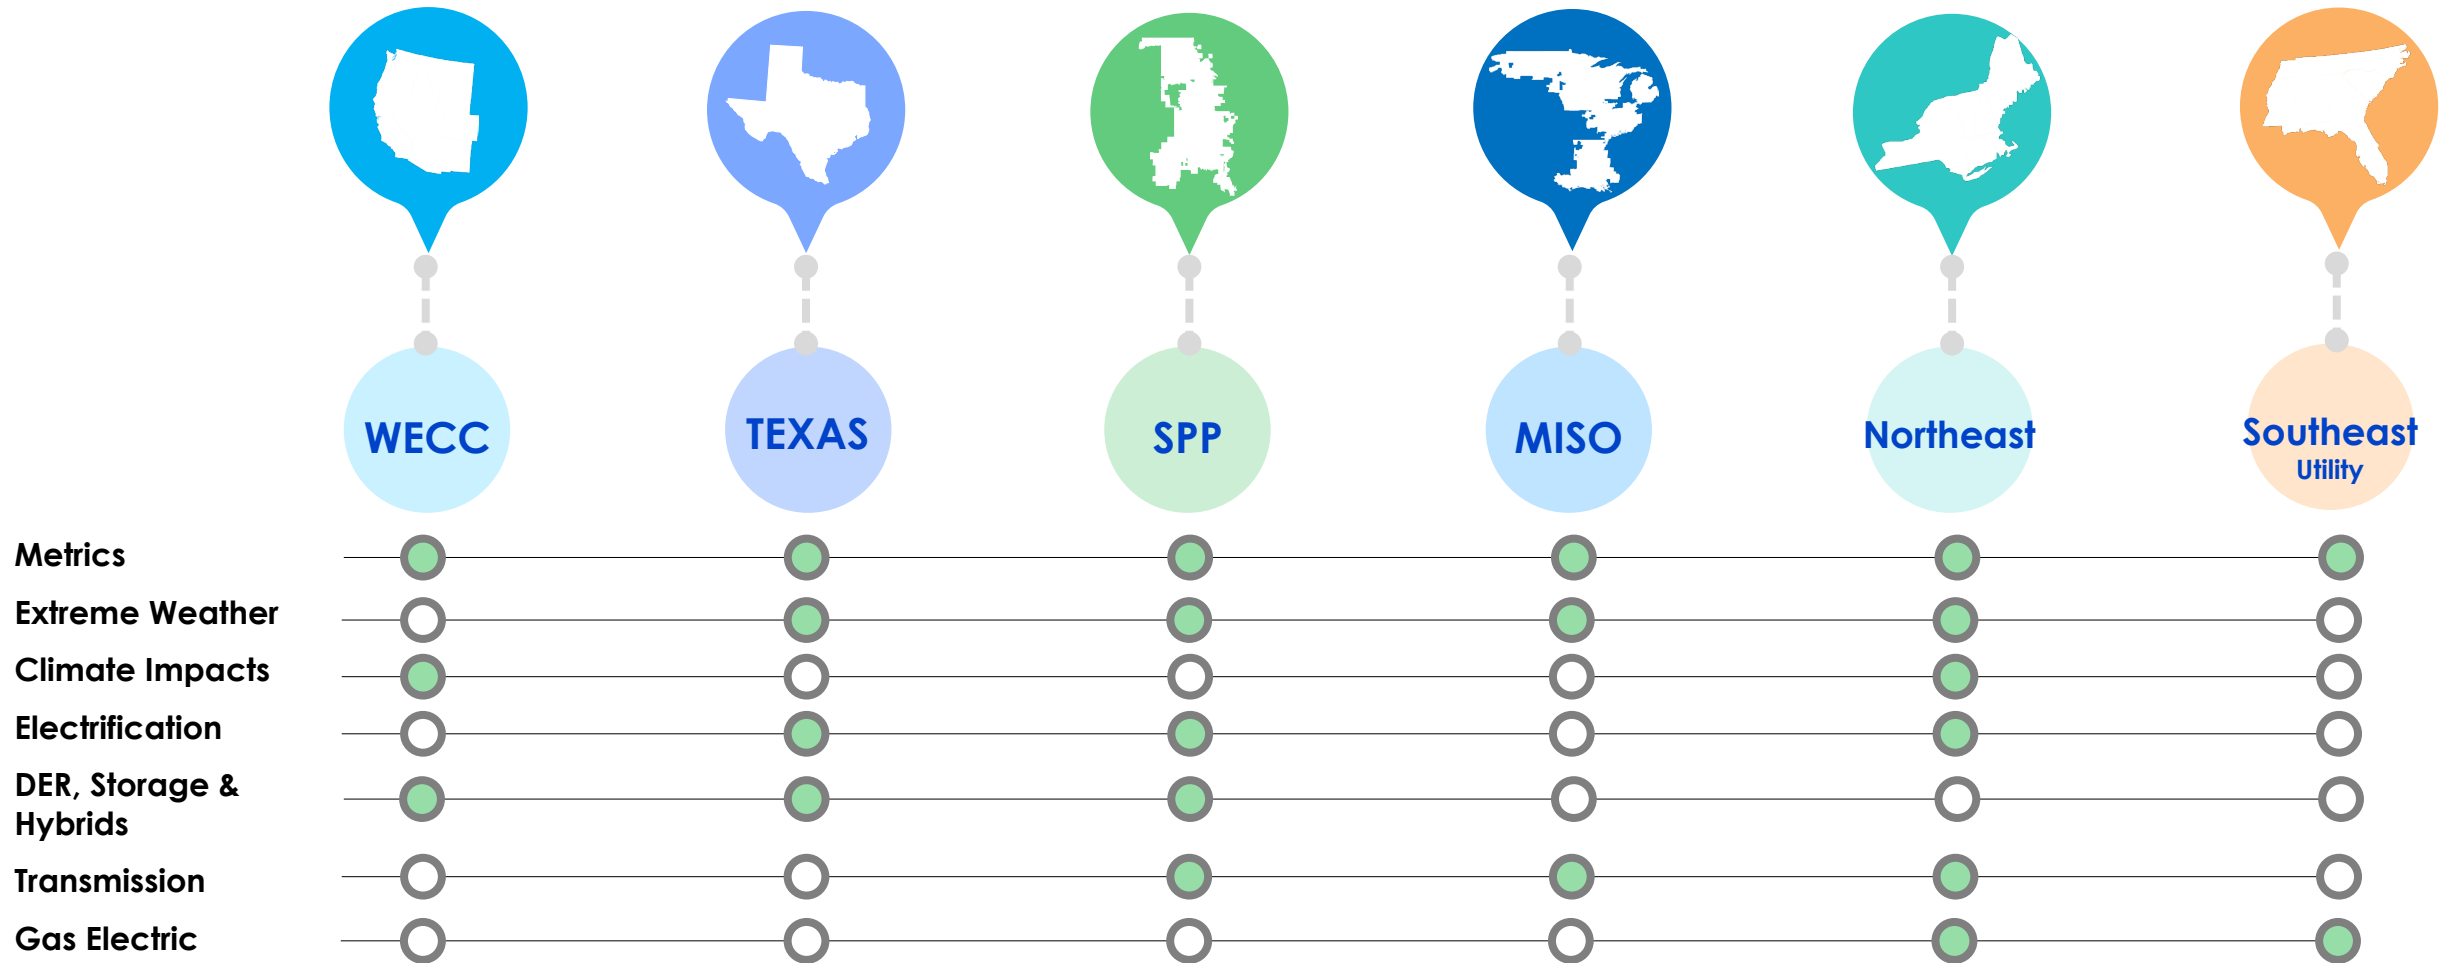 WECC
TEXAS
SPP
MISO
Northeast
Southeast
Utility
Metrics
Extreme Weather
Climate Impacts
Electrification
DER, Storage &
Hybrids
Transmission
Gas Electric